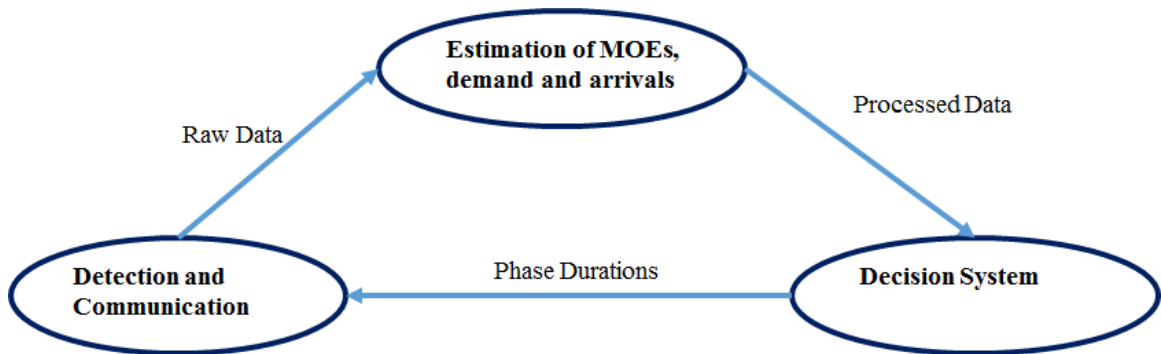 Estimation of MOEs,
demand and arrivals
Processed Data
Raw Data
Phase Durations
Detection and
Communication
Decision System